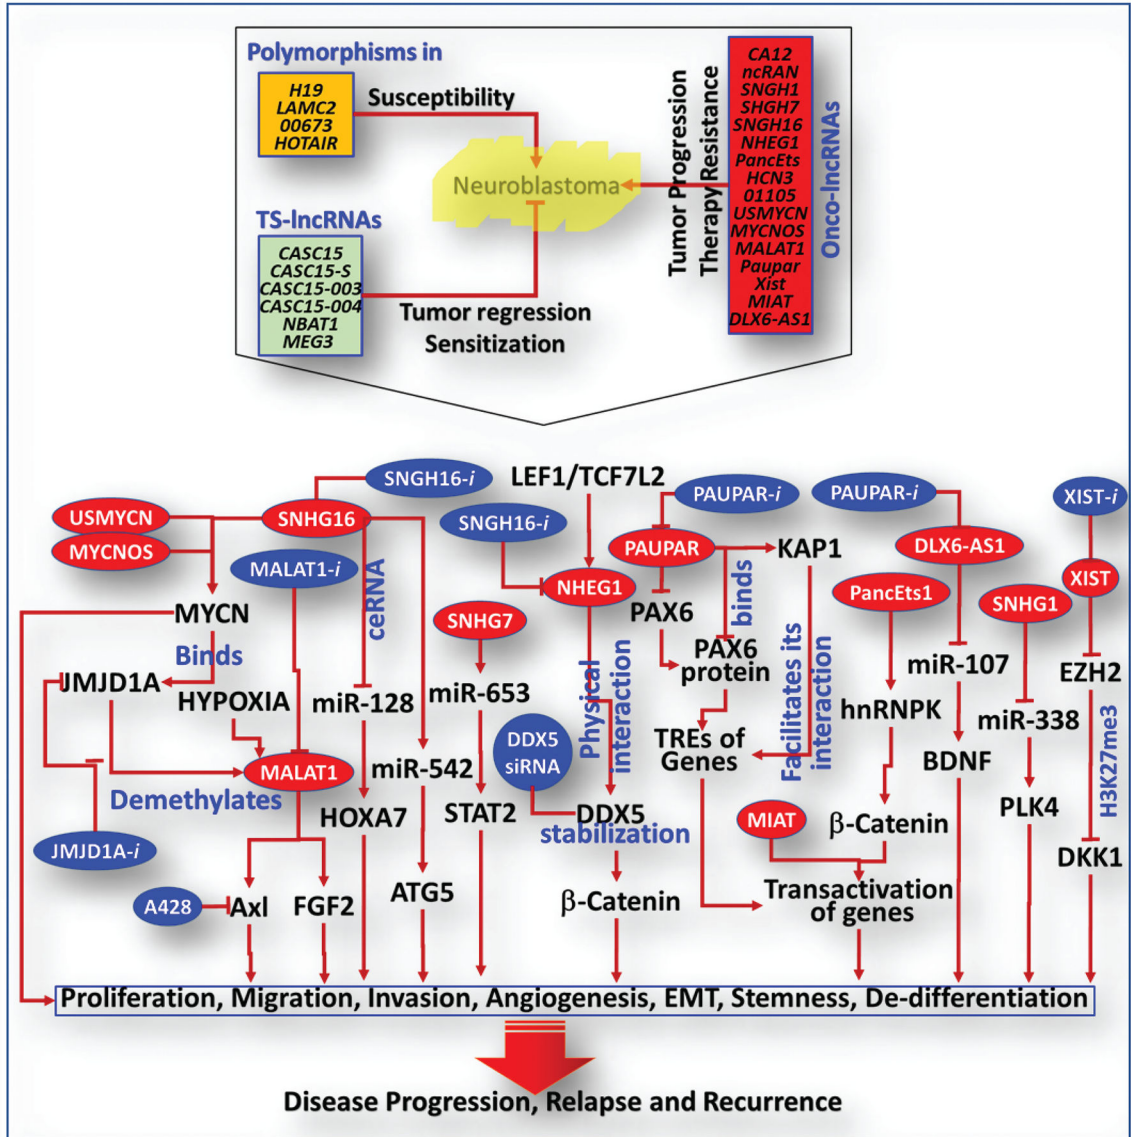 Polymorphisms in
H19
LAMC2
00673
HOTAIR
Susceptibility
Neuroblastoma
TS-lncRNAs
CASC15
CASC15-S
CASC15-003
CASC15-004
NBAT1
MEG3
Tumor regression
Sensitization
Tumor Progression
Therapy Resistance
CA12
ncRAN
SNGH1
SHGH7
SNGH16
NHEG1
PancEts
HCN3
01105
USMYCN
MYCNOS
MALAT1
Paupar
Xist
MIAT
DLX6-AS1
Onco-lncRNAs
SNGH16-i
LEF1/TCF7L2
PAUPAR-i
PAUPAR-i
XIST-i
USMYCN
SNHG16
SNGH16-i
MYCNOS
PAUPAR
KAP1
DLX6-AS1
MALAT1-i
NHEG1
XIST
ceRNA
binds
PancEts1
SNHG1
MYCN
SNHG7
PAX6
Binds
PAX6
protein
miR-107
EZH2
JMJD1A
HYPOXIA
miR-128
miR-653
Physical
interaction
Facilitates its
interaction
hnRNPK
miR-338
H3K27me3
DDX5
siRNA
TREs of
Genes
MALAT1
miR-542
BDNF
Demethylates
HOXA7
STAT2
DDX5
stabilization
MIAT
β-Catenin
PLK4
JMJD1A-i
DKK1
A428
Axl
FGF2
ATG5
β-Catenin
Transactivation
of genes
Proliferation, Migration, Invasion, Angiogenesis, EMT, Stemness, De-differentiation
Disease Progression, Relapse and Recurrence